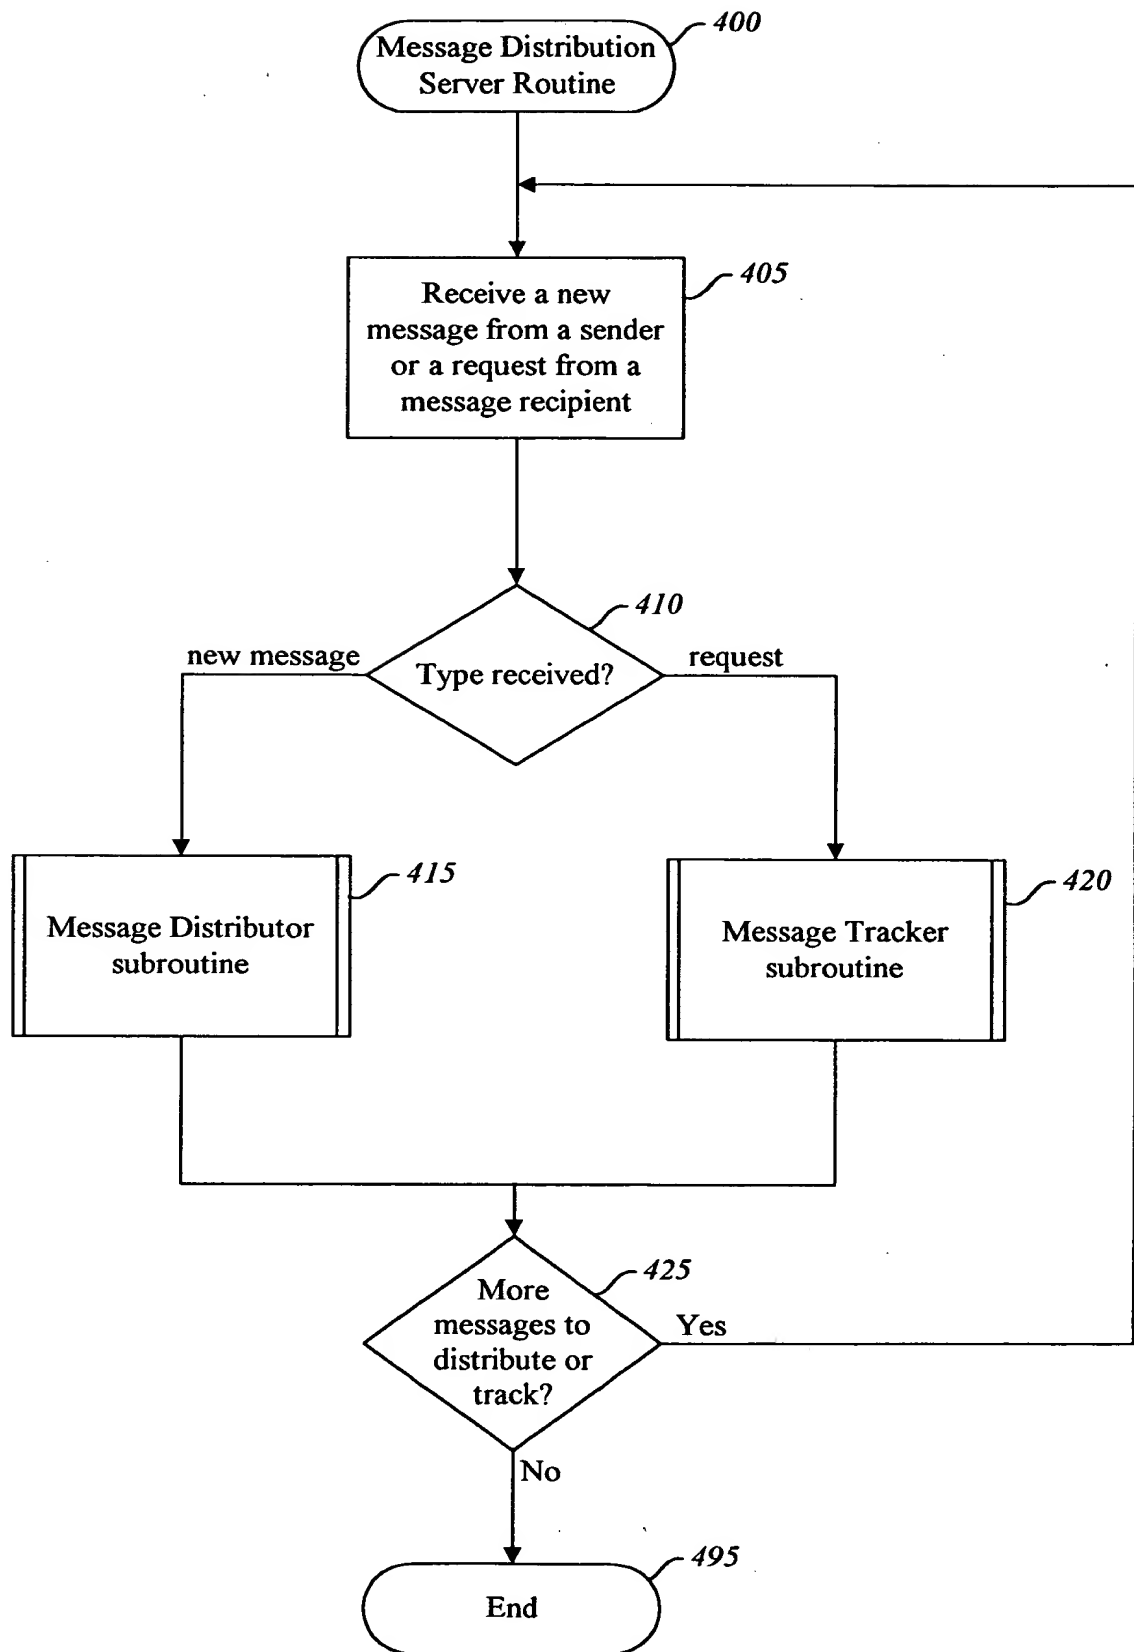 400
Message Distribution
Server Routine
405
Receive a new
message from a sender
or a request from a
message recipient
410
new message
Type received?
request
415
Message Distributor
subroutine
420
Message Tracker
subroutine
425
More
messages to
distribute or
track?
Yes
No
495
End